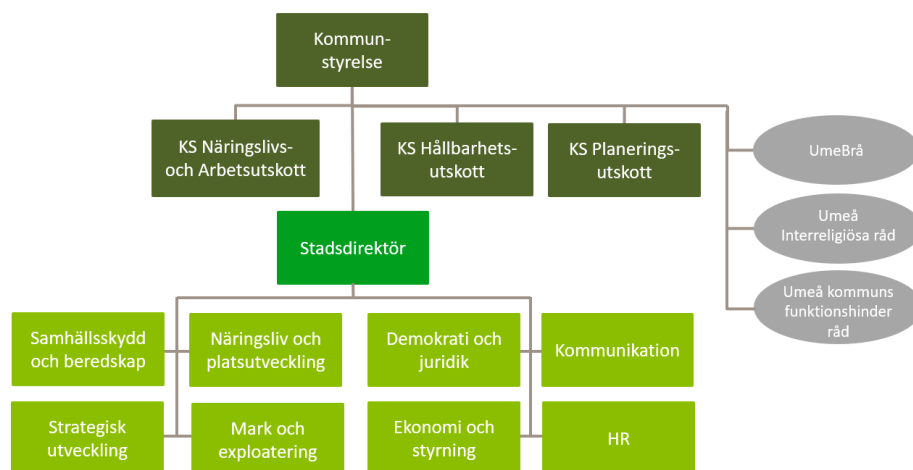 Kommun-
styrelse
KS Näringslivs-
och Arbetsutskott
KS Hållbarhets-
utskott
KS Planerings-
utskott
UmeBrå
Umeå
Interreligiösa råd
Umeå kommuns
funktionshinder
råd
Stadsdirektör
Samhällsskydd
och beredskap
Näringsliv och
platsutveckling
Demokrati och
juridik
Kommunikation
Strategisk
utveckling
Mark och
exploatering
Ekonomi och
styrning
HR